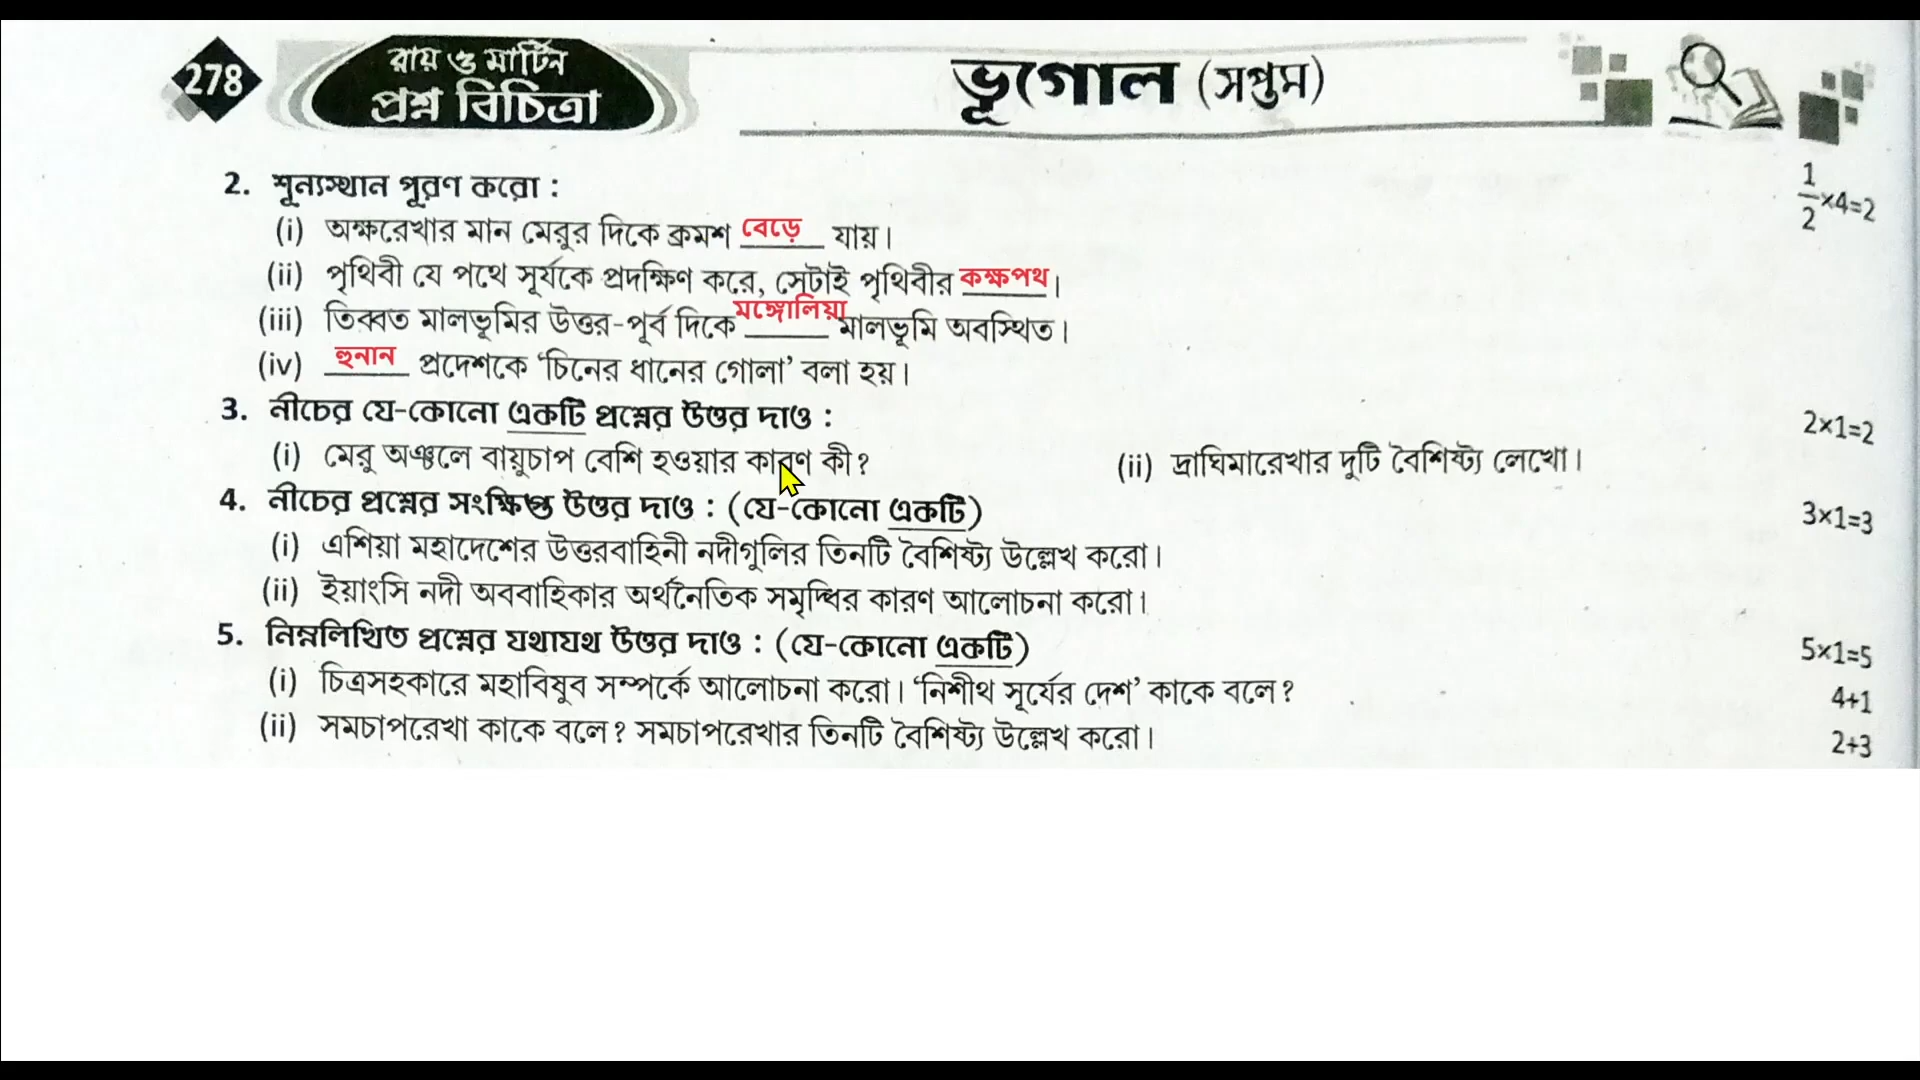 278
রায় ও মার্টিন
প্রশ্ন বিচিত্রা
ভূগোল (সপ্তম)
2. শূন্যস্থান পূরণ করো : 1/2×4=2
(i) অক্ষরেখার মান মেরুর দিকে ক্রমশ বেড়ে যায়।
(ii) পৃথিবী যে পথে সূর্যকে প্রদক্ষিণ করে, সেটাই পৃথিবীর কক্ষপথ।
(iii) তিব্বত মালভূমির উত্তর-পূর্ব দিকে মঙ্গোলিয়া মালভূমি অবস্থিত।
(iv) হুনান প্রদেশকে ‘চিনের ধানের গোলা’ বলা হয়।
3. নীচের যে-কোনো একটি প্রশ্নের উত্তর দাও : 2×1=2
(i) মেরু অঞ্চলে বায়ুচাপ বেশি হওয়ার কারণ কী? (ii) দ্রাঘিমারেখার দুটি বৈশিষ্ট্য লেখো।
4. নীচের প্রশ্নের সংক্ষিপ্ত উত্তর দাও : (যে-কোনো একটি) 3×1=3
(i) এশিয়া মহাদেশের উত্তরবাহিনী নদীগুলির তিনটি বৈশিষ্ট্য উল্লেখ করো।
(ii) ইয়াংসি নদী অববাহিকার অর্থনৈতিক সমৃদ্ধির কারণ আলোচনা করো।
5. নিম্নলিখিত প্রশ্নের যথাযথ উত্তর দাও : (যে-কোনো একটি) 5×1=5
(i) চিত্রসহকারে মহাবিষুব সম্পর্কে আলোচনা করো। ‘নিশীথ সূর্যের দেশ’ কাকে বলে? 4+1
(ii) সমচাপরেখা কাকে বলে? সমচাপরেখার তিনটি বৈশিষ্ট্য উল্লেখ করো। 2+3